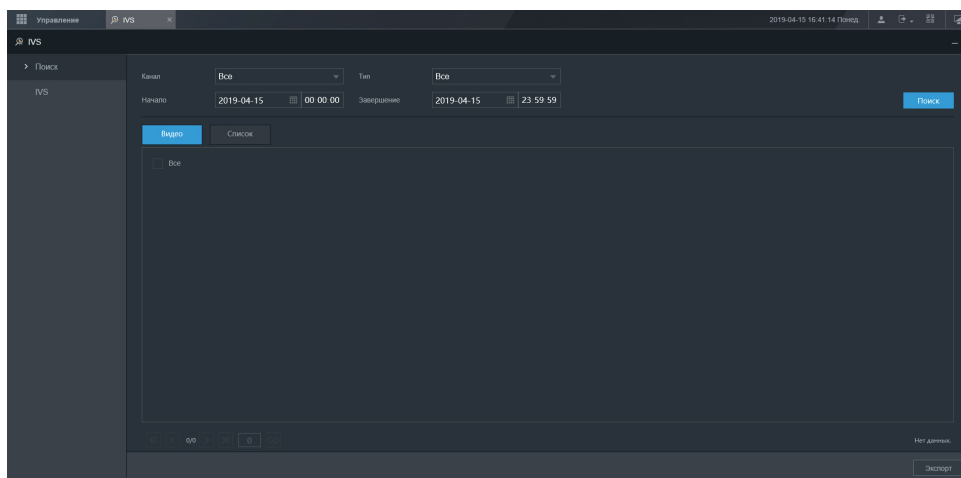 Управление IVS × 2019-04-15 16:41:14 Понед
IVS
Поиск
IVS
Канал Все Тип Все
Начало 2019-04-15 00:00:00 Завершение 2019-04-15 23:59:59 Поиск
Видео Список
Все
0/0 0 Go Нет данных.
Экспорт